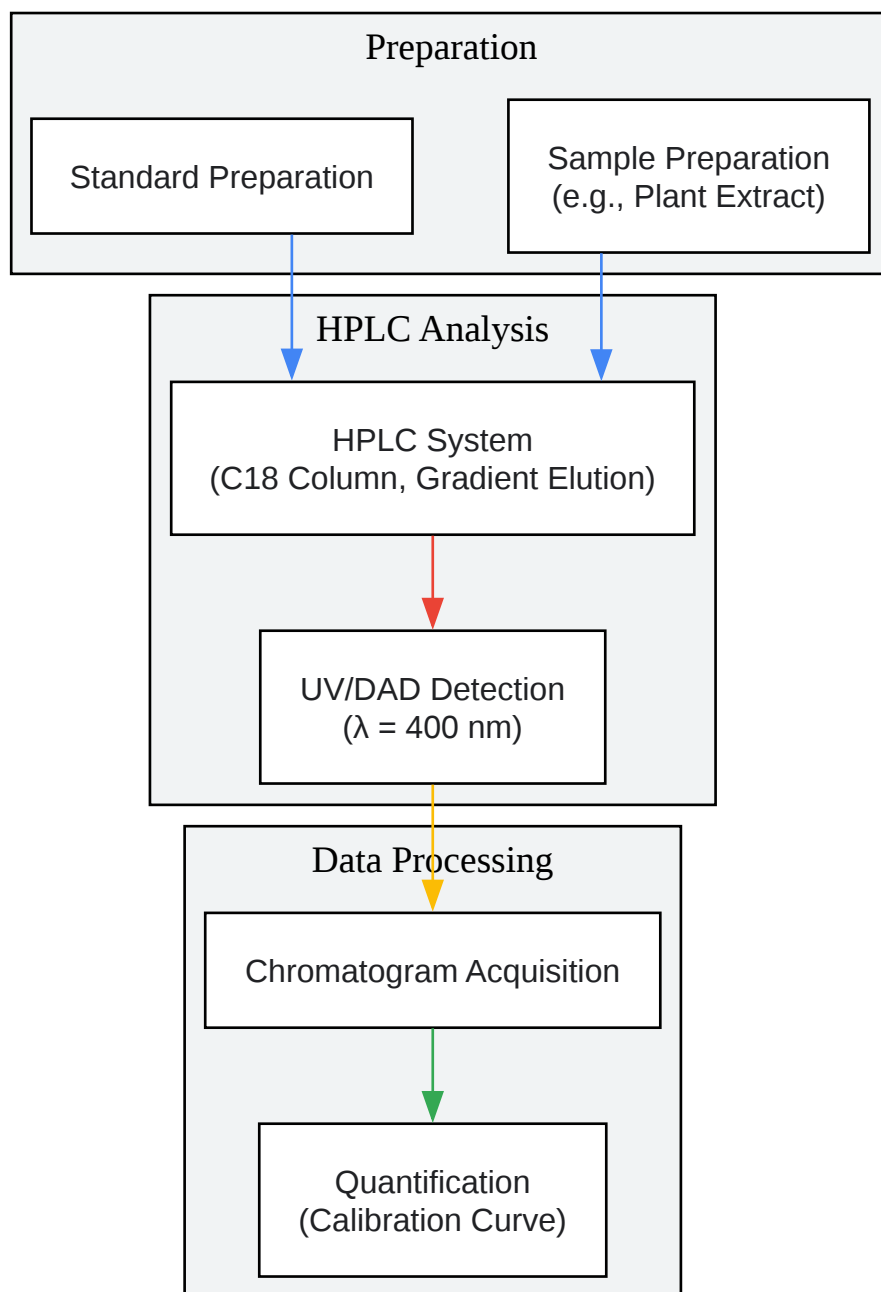 Preparation
Standard Preparation
Sample Preparation
(e.g., Plant Extract)
HPLC Analysis
HPLC System
(C18 Column, Gradient Elution)
UV/DAD Detection
(λ = 400 nm)
Data Processing
Chromatogram Acquisition
Quantification
(Calibration Curve)